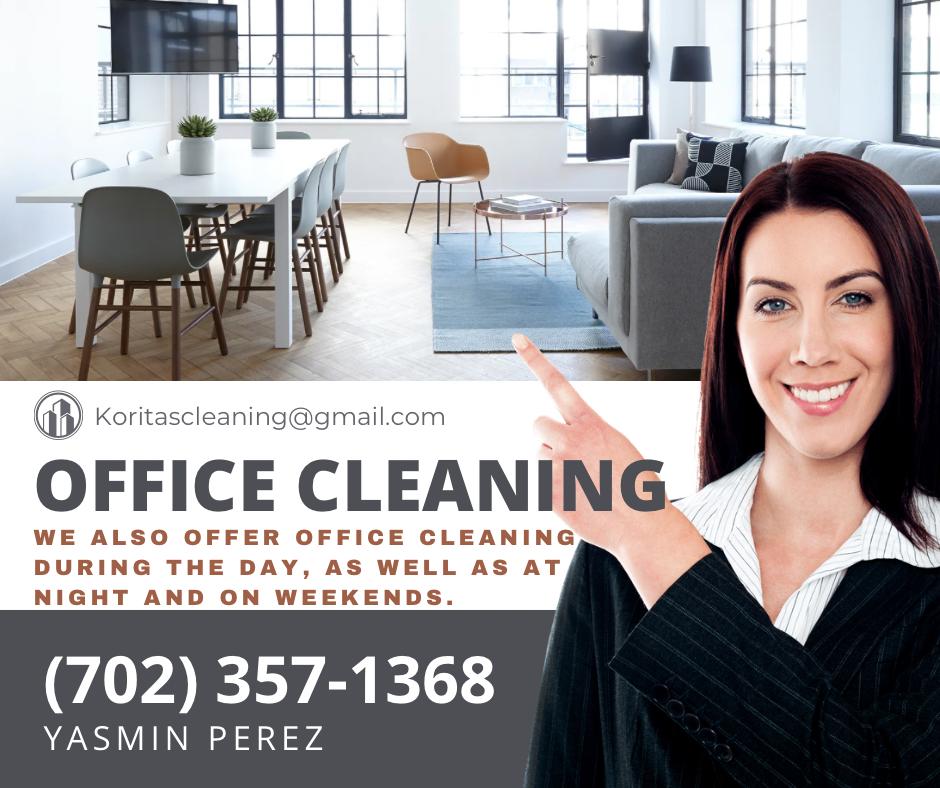 Koritascleaning@gmail.com
OFFICE CLEANING
WE ALSO OFFER OFFICE CLEANING
DURING THE DAY, AS WELL AS AT
NIGHT AND ON WEEKENDS.
(702) 357-1368
YASMIN PEREZ